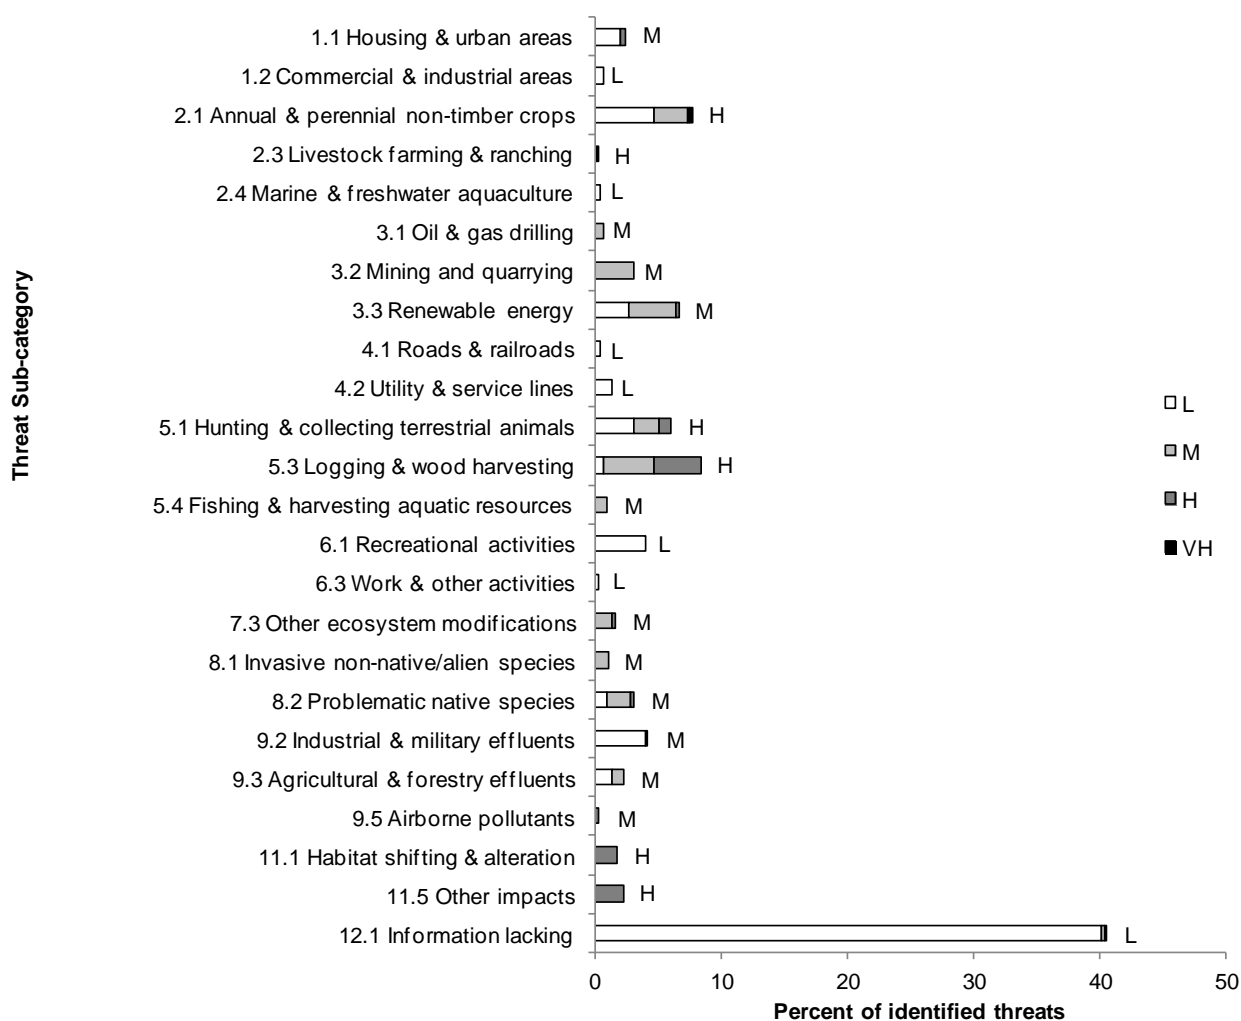 Threat Sub-category
1.1 Housing & urban areas M
1.2 Commercial & industrial areas L
2.1 Annual & perennial non-timber crops H
2.3 Livestock farming & ranching H
2.4 Marine & freshwater aquaculture L
3.1 Oil & gas drilling M
3.2 Mining and quarrying M
3.3 Renewable energy M
4.1 Roads & railroads L
4.2 Utility & service lines L
5.1 Hunting & collecting terrestrial animals H
5.3 Logging & wood harvesting H
5.4 Fishing & harvesting aquatic resources M
6.1 Recreational activities L
6.3 Work & other activities L
7.3 Other ecosystem modifications M
8.1 Invasive non-native/alien species M
8.2 Problematic native species M
9.2 Industrial & military effluents M
9.3 Agricultural & forestry effluents M
9.5 Airborne pollutants M
11.1 Habitat shifting & alteration H
11.5 Other impacts H
12.1 Information lacking L
0 10 20 30 40 50
Percent of identified threats
L
M
H
VH